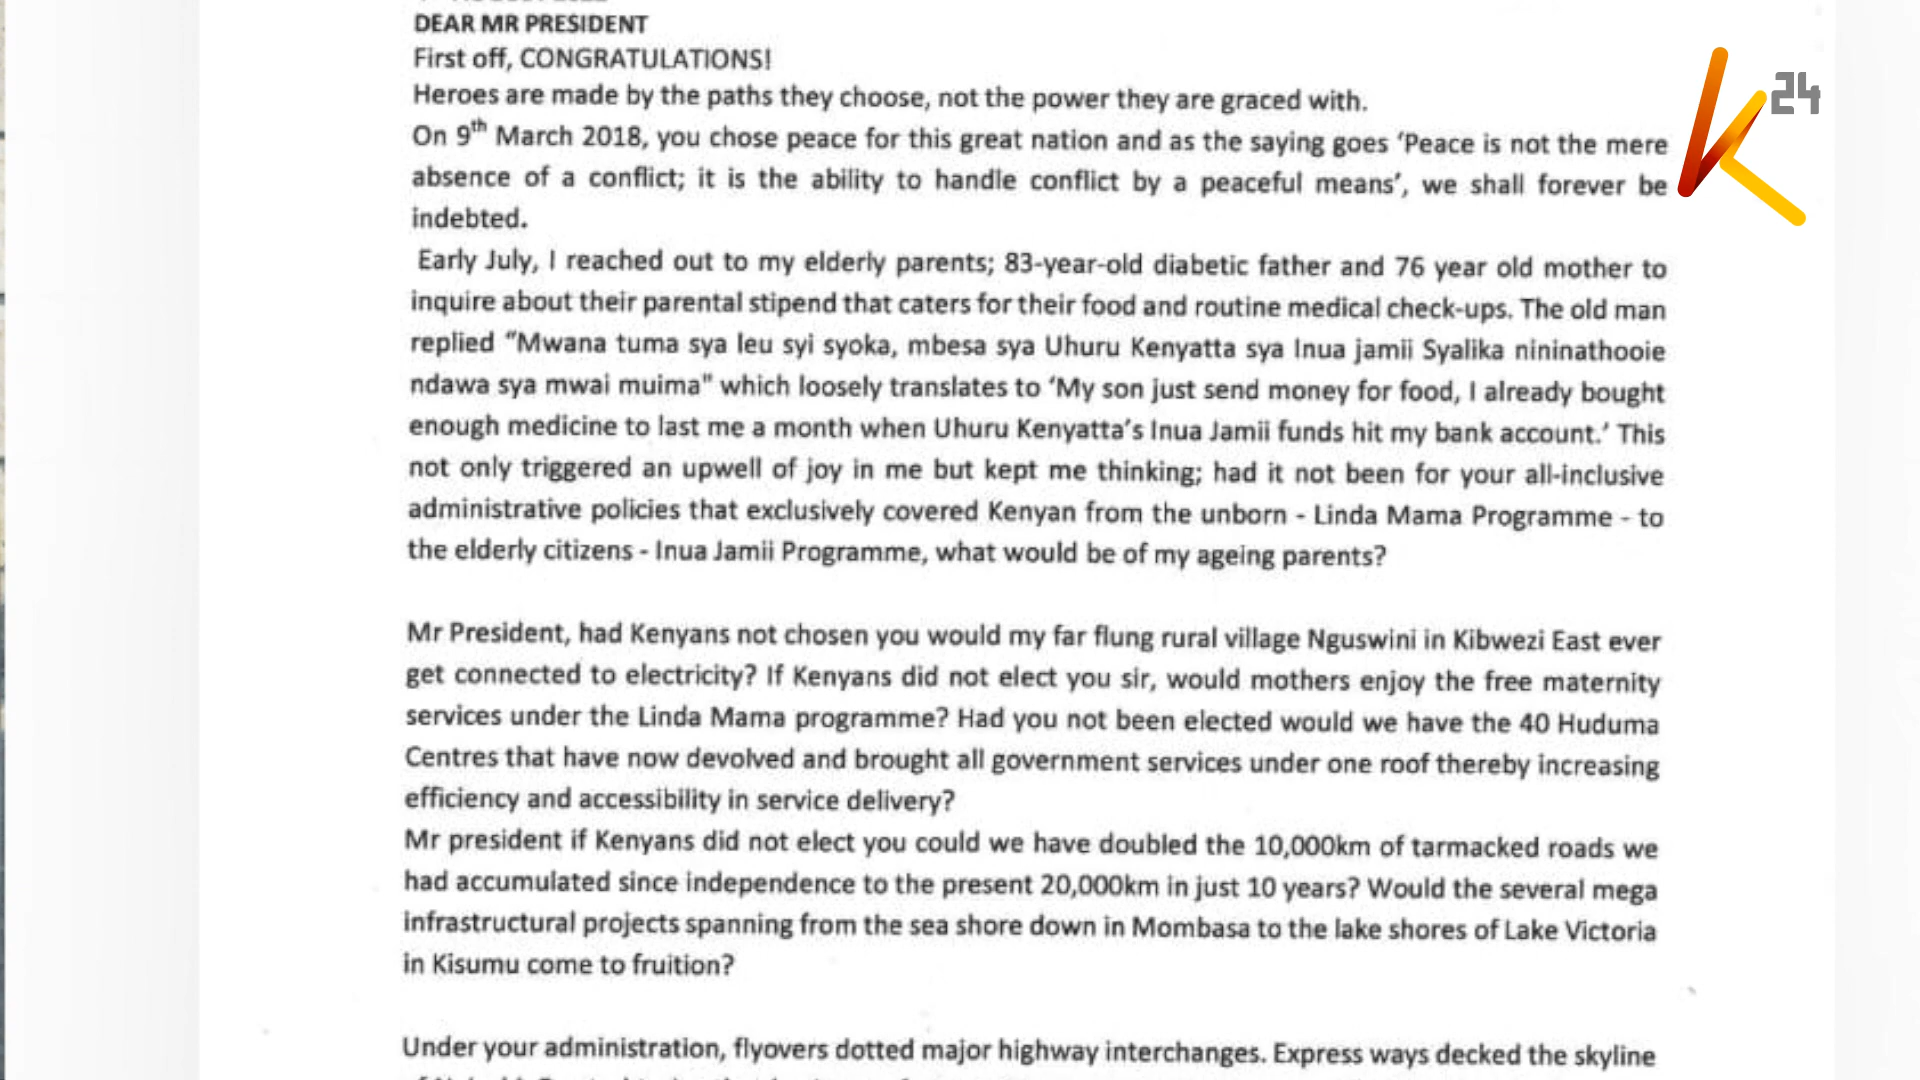 DEAR MR PRESIDENT
First off, CONGRATULATIONS!
Heroes are made by the paths they choose, not the power they are graced with.
On 9th March 2018, you chose peace for this great nation and as the saying goes ‘Peace is not the mere
absence of a conflict; it is the ability to handle conflict by a peaceful means’, we shall forever be
indebted.
Early July, I reached out to my elderly parents; 83-year-old diabetic father and 76 year old mother to
inquire about their parental stipend that caters for their food and routine medical check-ups. The old man
replied “Mwana tuma sya leu syi syoka, mbesa sya Uhuru Kenyatta sya Inua jamii Syalika nininathooie
ndawa sya mwai muima" which loosely translates to ‘My son just send money for food, I already bought
enough medicine to last me a month when Uhuru Kenyatta’s Inua Jamii funds hit my bank account.’ This
not only triggered an upwell of joy in me but kept me thinking; had it not been for your all-inclusive
administrative policies that exclusively covered Kenyan from the unborn - Linda Mama Programme - to
the elderly citizens - Inua Jamii Programme, what would be of my ageing parents?
Mr President, had Kenyans not chosen you would my far flung rural village Nguswini in Kibwezi East ever
get connected to electricity? If Kenyans did not elect you sir, would mothers enjoy the free maternity
services under the Linda Mama programme? Had you not been elected would we have the 40 Huduma
Centres that have now devolved and brought all government services under one roof thereby increasing
efficiency and accessibility in service delivery?
Mr president if Kenyans did not elect you could we have doubled the 10,000km of tarmacked roads we
had accumulated since independence to the present 20,000km in just 10 years? Would the several mega
infrastructural projects spanning from the sea shore down in Mombasa to the lake shores of Lake Victoria
in Kisumu come to fruition?
Under your administration, flyovers dotted major highway interchanges. Express ways decked the skyline
K24